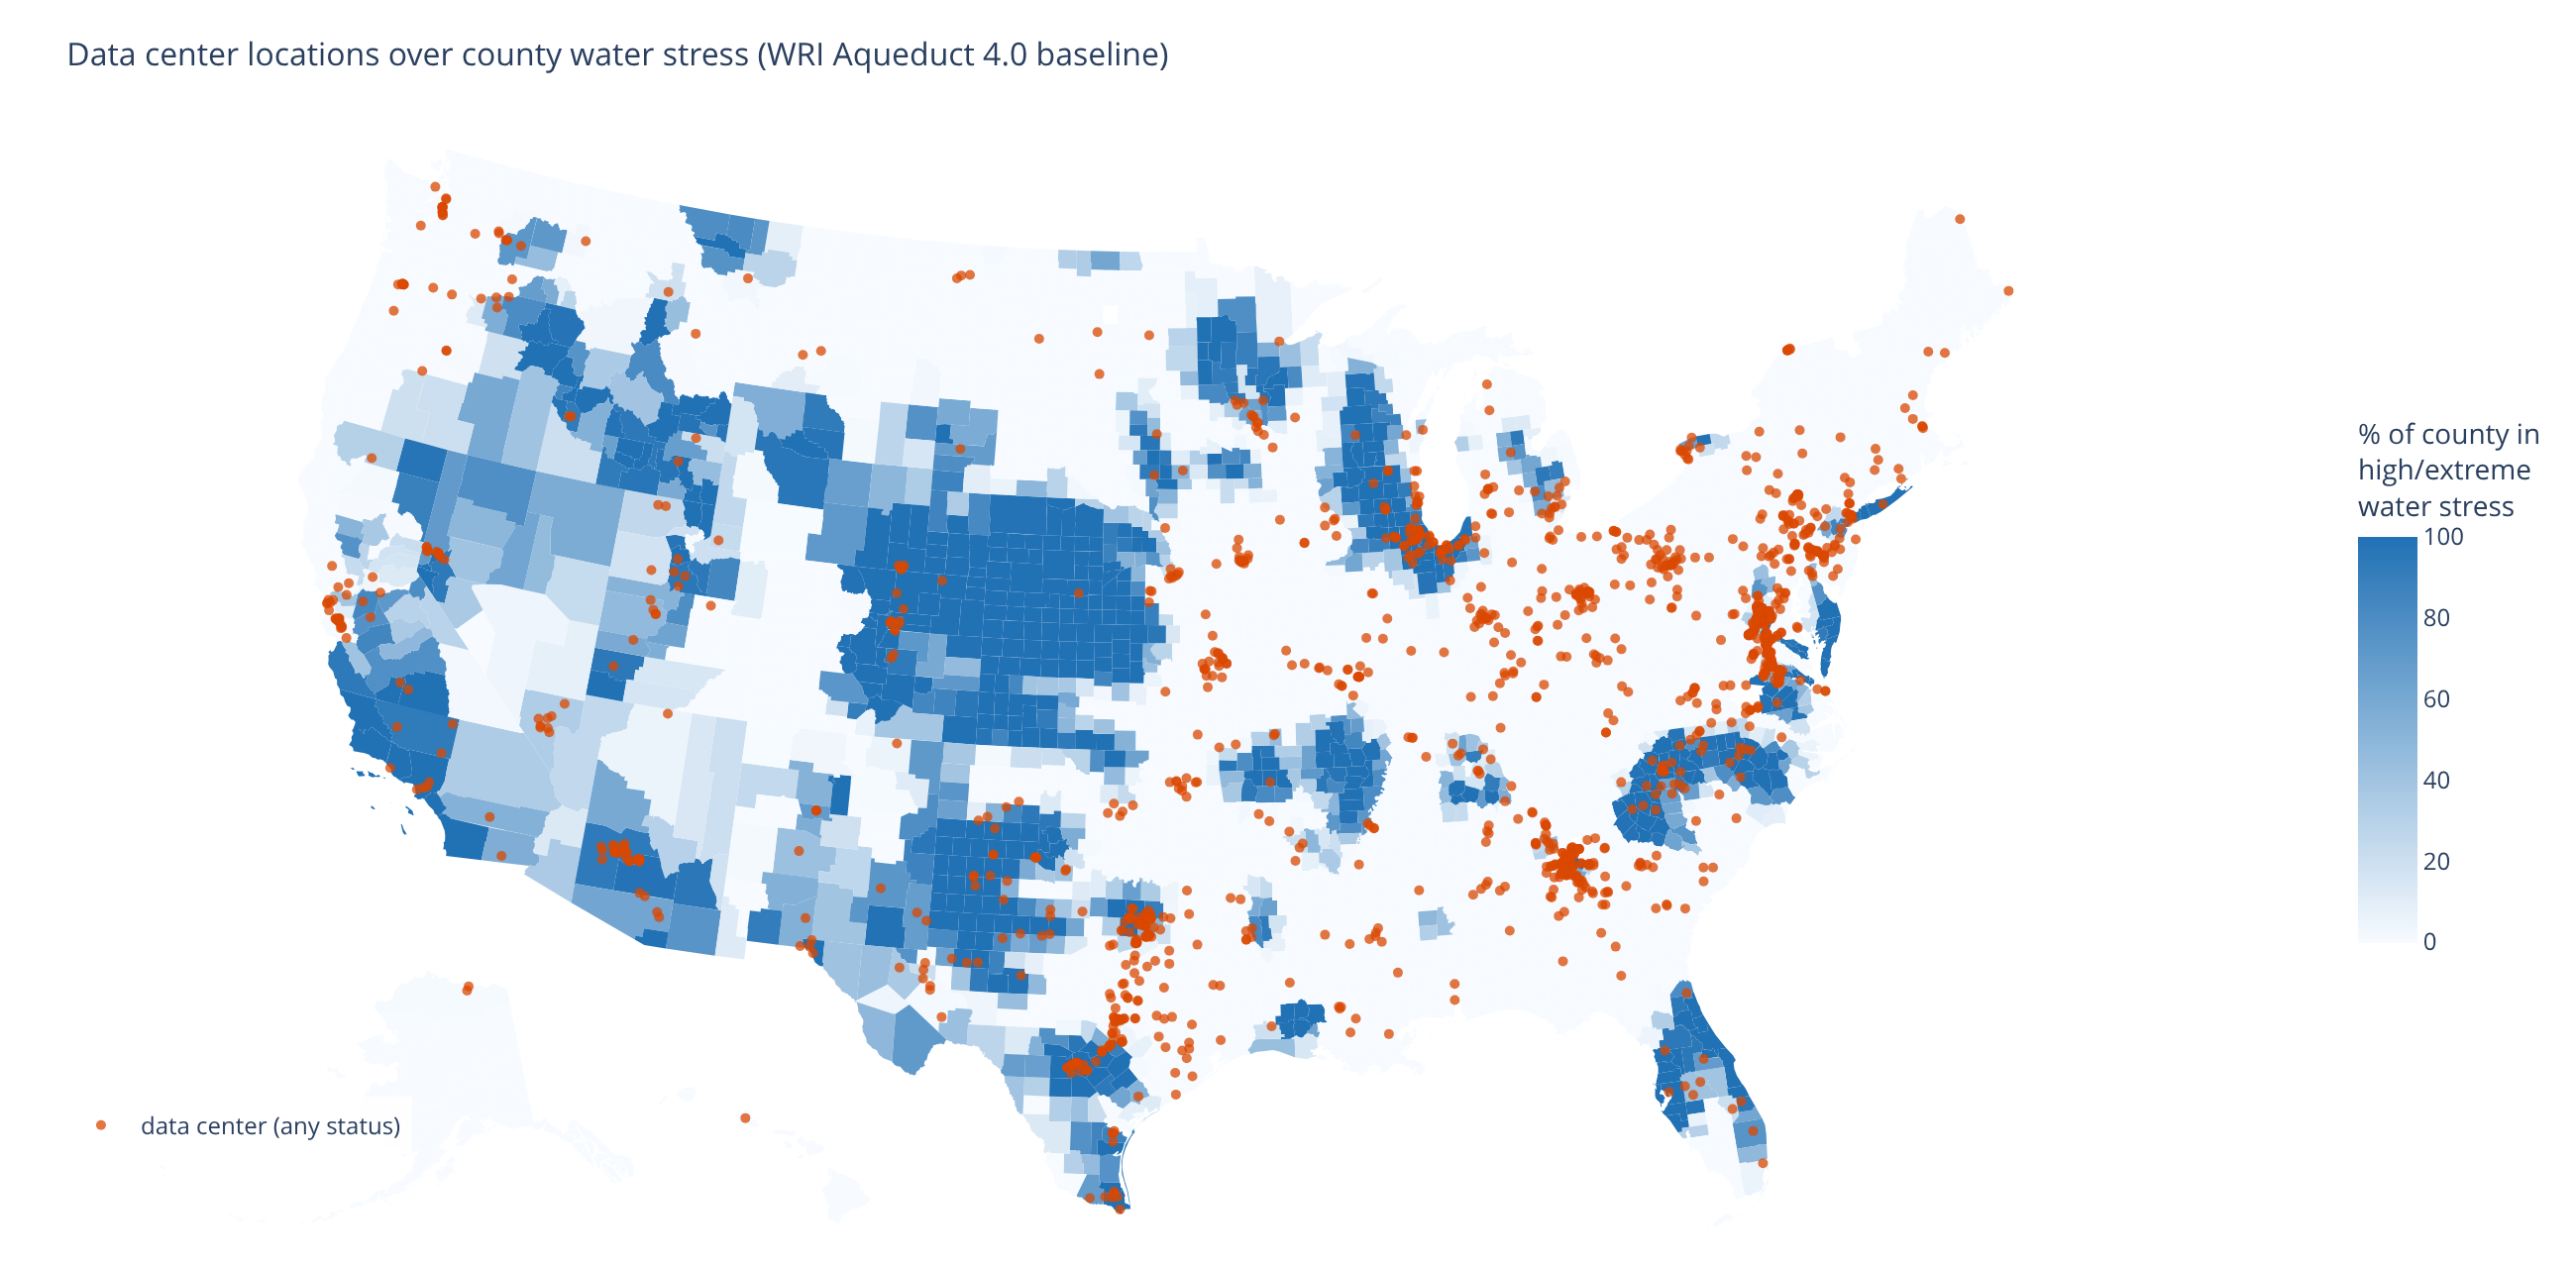 Data center locations over county water stress (WRI Aqueduct 4.0 baseline)
% of county in
high/extreme
water stress
100
80
60
40
20
0
data center (any status)